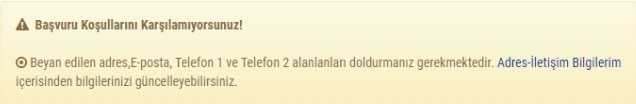 Başvuru Koşullarını Karşılamıyorsunuz!
Beyan edilen adres,E-posta, Telefon 1 ve Telefon 2 alanlanları doldurmanız gerekmektedir. Adres-İletişim Bilgilerim
içerisinden bilgilerinizi güncelleyebilirsiniz.